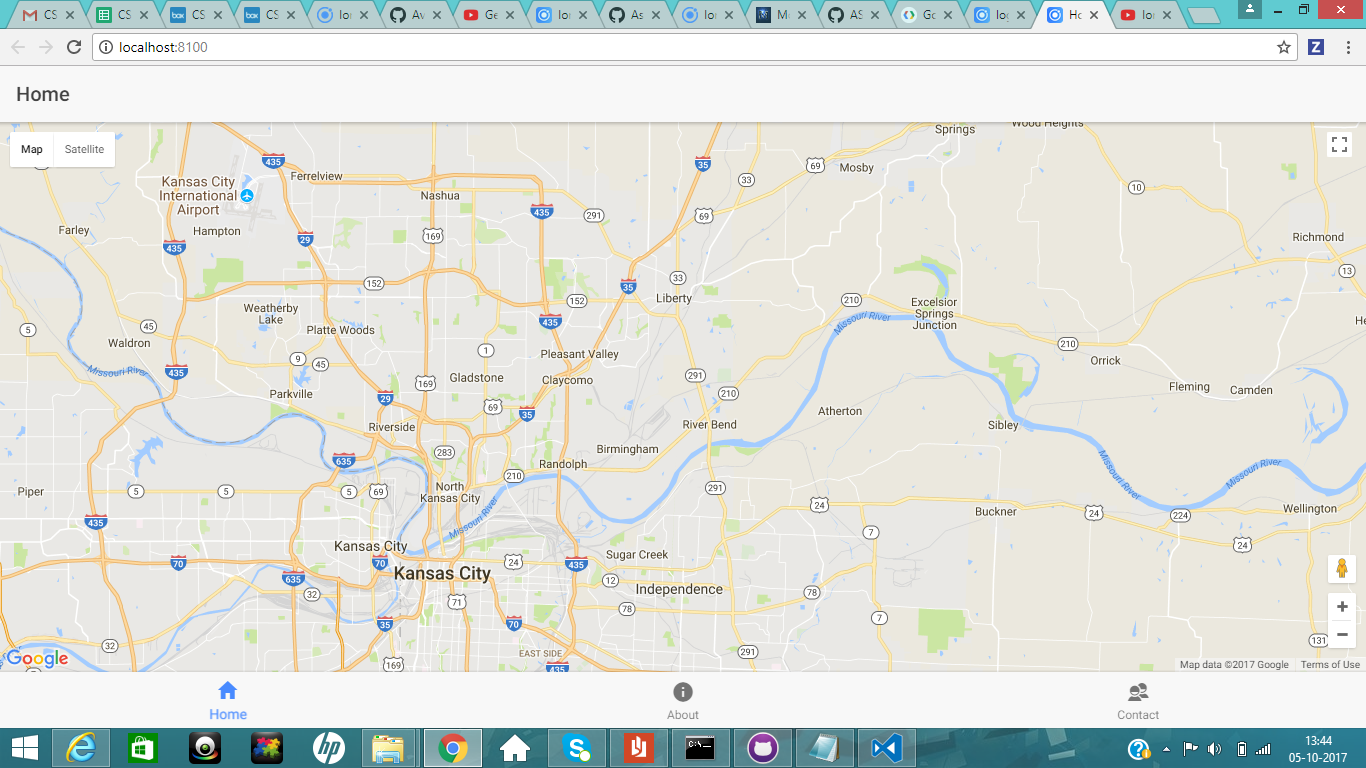 CS
CS
CS
CS
Ion
Av
Ge
Ion
As
Ion
Mo
AS
Go
log
Ho
Ion
localhost:8100
Z
Home
Map
Satellite
Springs
Wood Heights
435
35
69
Mosby
Ferrelview
33
10
Kansas City
International
Airport
Nashua
435
291
69
Farley
Hampton
29
169
Richmond
435
33
13
152
35
152
Liberty
210
Excelsior
Springs
Junction
Weatherby
Lake
Missouri River
5
45
Platte Woods
435
Waldron
210
9
45
1
Pleasant Valley
Orrick
Missouri River
435
169
Gladstone
Claycomo
291
210
Fleming
Camden
Parkville
29
69
35
Atherton
Riverside
River Bend
Sibley
283
Birmingham
635
Randolph
210
Missouri River
Missouri River
Piper
5
5
5
69
North
Kansas City
291
24
Buckner
24
224
Wellington
435
Missouri River
7
24
Kansas City
70
70
Sugar Creek
24
435
Kansas City
635
12
Independence
32
71
78
78
35
70
7
32
169
EAST SIDE
435
291
131
Google
Map data ©2017 Google
Terms of Use
Home
About
Contact
hp
C:\
13:44
05-10-2017